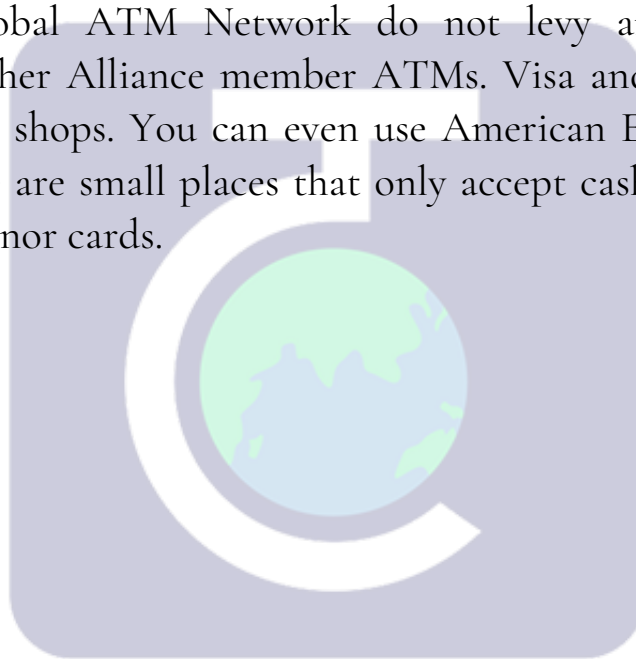 obal ATM Network do not levy a
her Alliance member ATMs. Visa and
shops. You can even use American E
are small places that only accept cash
nor cards.